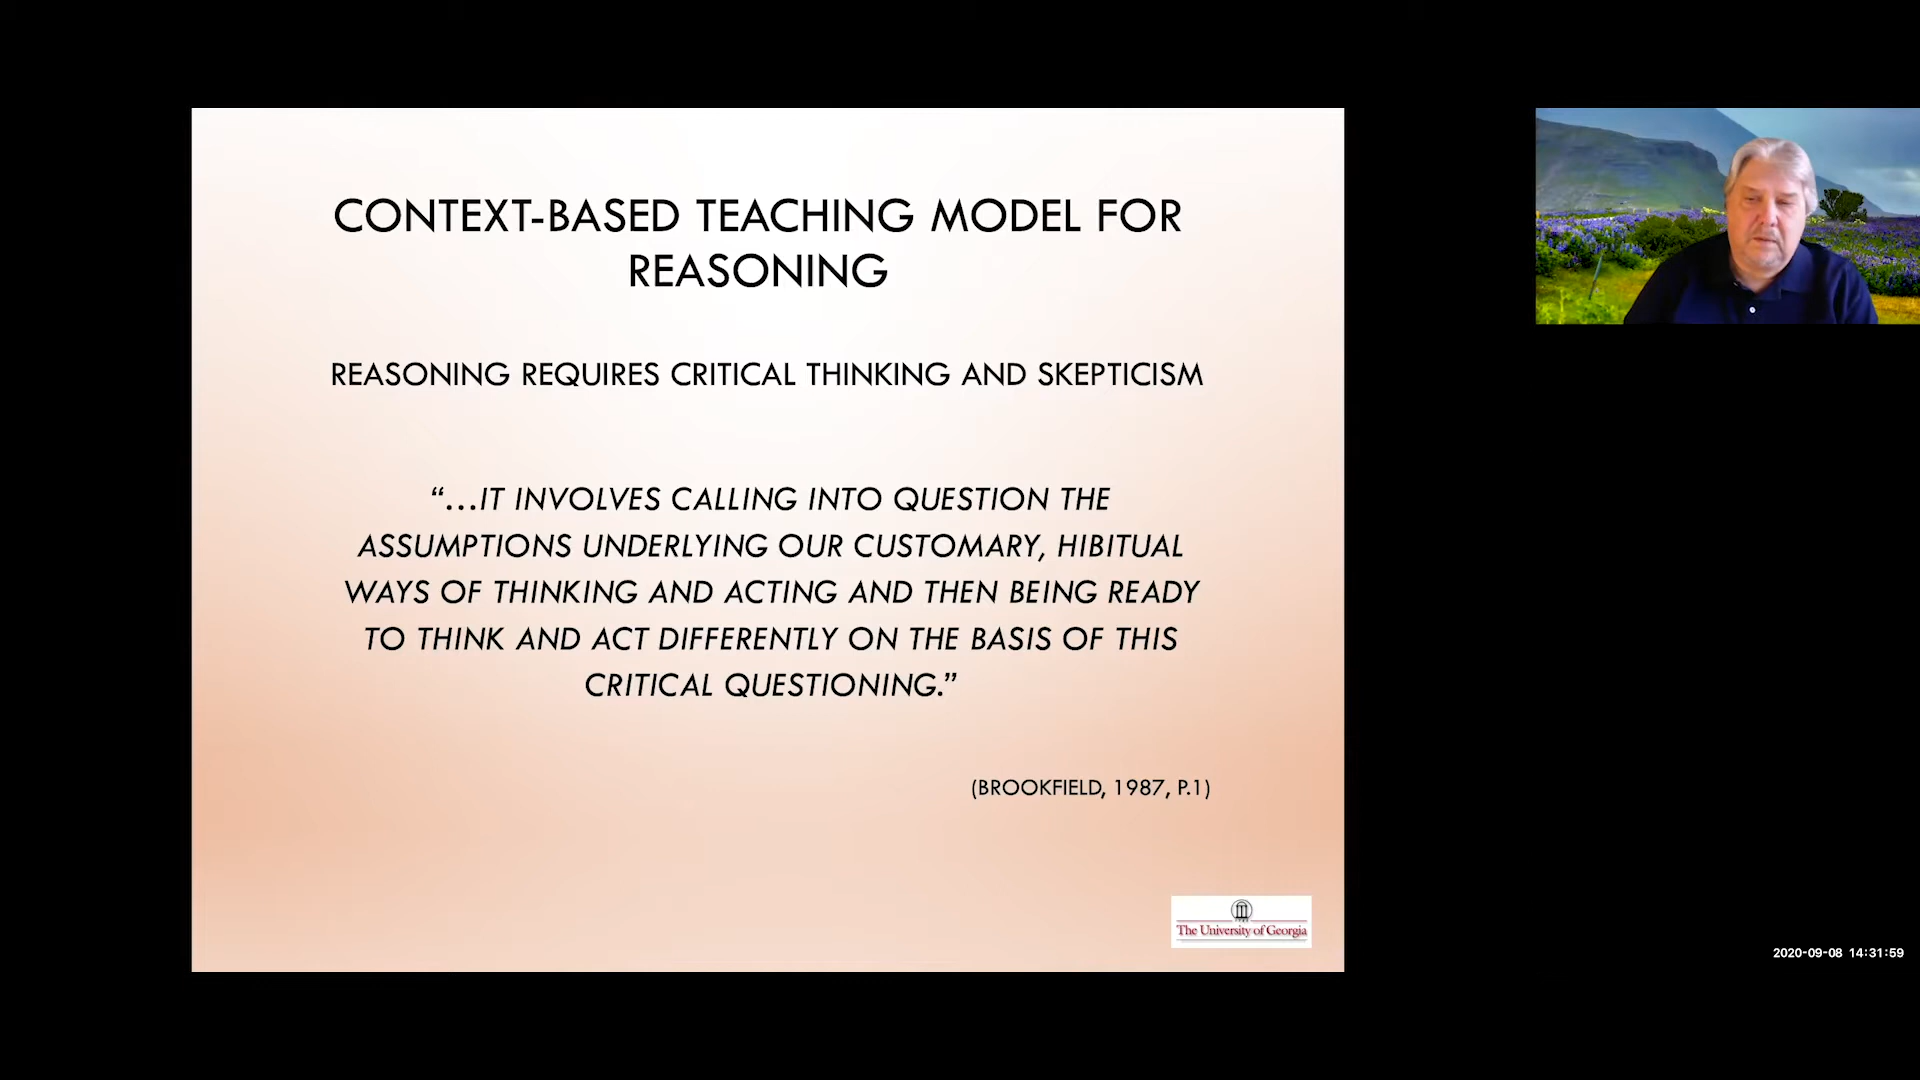 CONTEXT-BASED TEACHING MODEL FOR
REASONING
REASONING REQUIRES CRITICAL THINKING AND SKEPTICISM
“...IT INVOLVES CALLING INTO QUESTION THE
ASSUMPTIONS UNDERLYING OUR CUSTOMARY, HIBITUAL
WAYS OF THINKING AND ACTING AND THEN BEING READY
TO THINK AND ACT DIFFERENTLY ON THE BASIS OF THIS
CRITICAL QUESTIONING.”
(BROOKFIELD, 1987, P.1)
The University of Georgia
2020-09-08 14:31:59